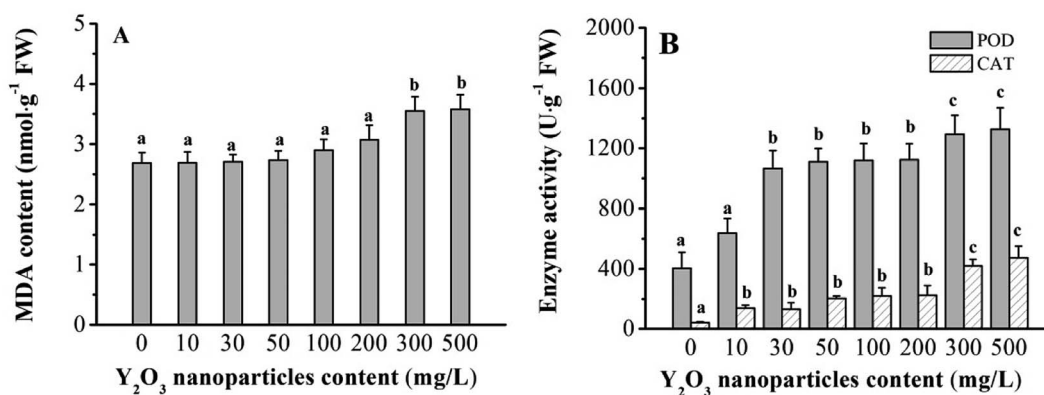 A
MDA content (nmol·g⁻¹ FW)
5
4
3
2
1
0
a a a a a a b b
0 10 30 50 100 200 300 500
Y₂O₃ nanoparticles content (mg/L)
B
POD
CAT
Enzyme activity (U·g⁻¹ FW)
2000
1600
1200
800
400
0
a a b b b b c c
a b b b b b c c
0 10 30 50 100 200 300 500
Y₂O₃ nanoparticles content (mg/L)